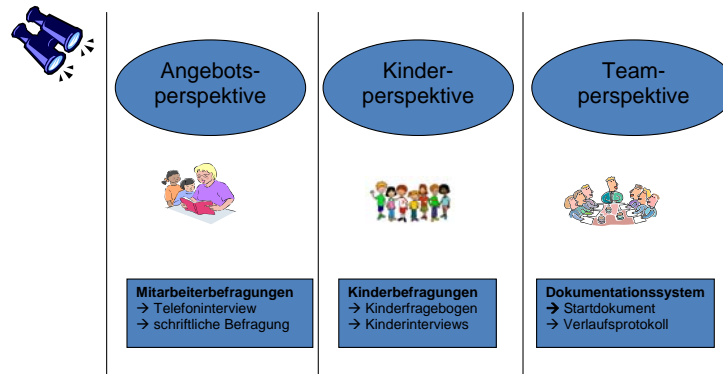 Angebots-
perspektive
Kinder-
perspektive
Team-
perspektive
Mitarbeiterbefragungen
→ Telefoninterview
→ schriftliche Befragung
Kinderbefragungen
→ Kinderfragebogen
→ Kinderinterviews
Dokumentationssystem
→ Startdokument
→ Verlaufsprotokoll